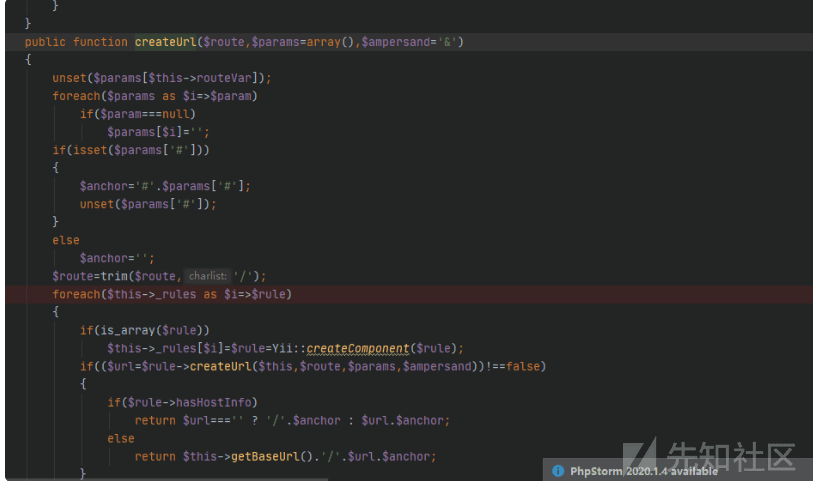 }
}
public function createUrl($route,$params=array(),$ampersand='&')
{
unset($params[$this->routeVar]);
foreach($params as $i=>$param)
if($param===null)
$params[$i]='';
if(isset($params['#']))
{
$anchor='#'.$params['#'];
unset($params['#']);
}
else
$anchor='';
$route=trim($route, charlist: '/');
foreach($this->_rules as $i=>$rule)
{
if(is_array($rule))
$this->_rules[$i]=$rule=Yii::createComponent($rule);
if(($url=$rule->createUrl($this,$route,$params,$ampersand))!==false)
{
if($rule->hasHostInfo)
return $url==='' ? '/'.$anchor : $url.$anchor;
else
return $this->getBaseUrl().'/'.$url.$anchor;
}
先知社区
PhpStorm 2020.1.4 available